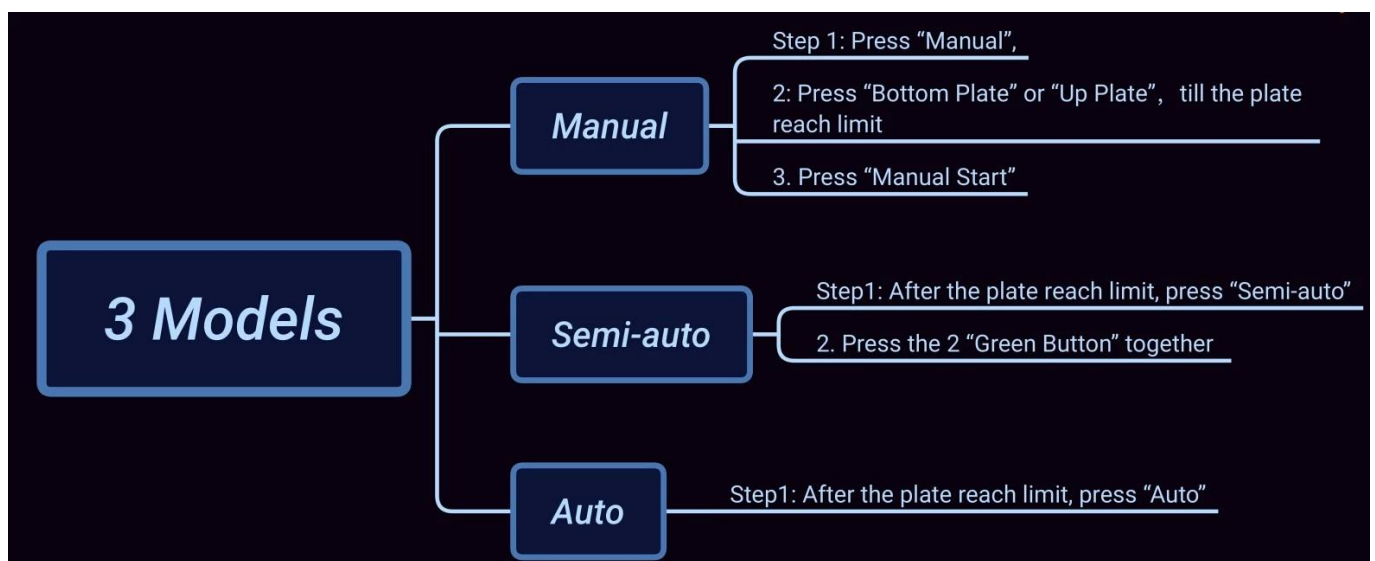 3 Models
Manual
Step 1: Press “Manual”,
2: Press “Bottom Plate” or “Up Plate”，till the plate
reach limit
3. Press “Manual Start”
Semi-auto
Step1: After the plate reach limit, press “Semi-auto”
2. Press the 2 “Green Button” together
Auto
Step1: After the plate reach limit, press “Auto”